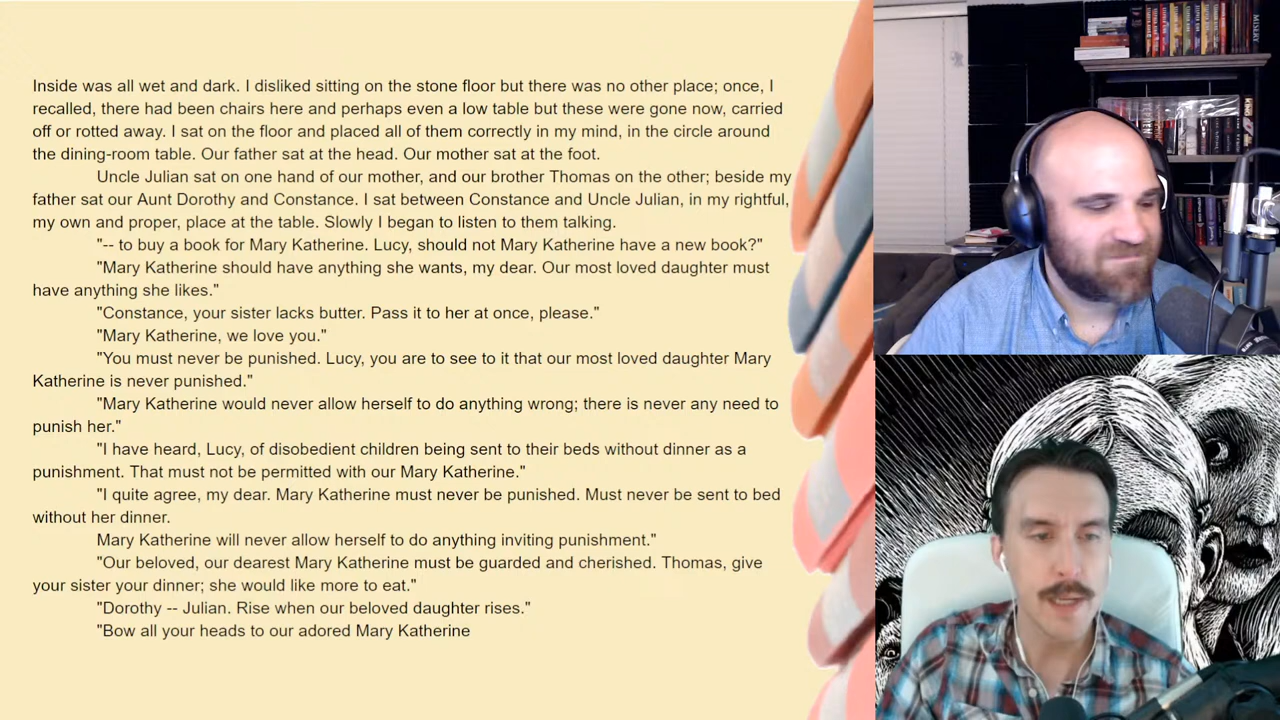 Inside was all wet and dark. I disliked sitting on the stone floor but there was no other place; once, I
recalled, there had been chairs here and perhaps even a low table but these were gone now, carried
off or rotted away. I sat on the floor and placed all of them correctly in my mind, in the circle around
the dining-room table. Our father sat at the head. Our mother sat at the foot.
Uncle Julian sat on one hand of our mother, and our brother Thomas on the other; beside my
father sat our Aunt Dorothy and Constance. I sat between Constance and Uncle Julian, in my rightful,
my own and proper, place at the table. Slowly I began to listen to them talking.
"-- to buy a book for Mary Katherine. Lucy, should not Mary Katherine have a new book?"
"Mary Katherine should have anything she wants, my dear. Our most loved daughter must
have anything she likes."
"Constance, your sister lacks butter. Pass it to her at once, please."
"Mary Katherine, we love you."
"You must never be punished. Lucy, you are to see to it that our most loved daughter Mary
Katherine is never punished."
"Mary Katherine would never allow herself to do anything wrong; there is never any need to
punish her."
"I have heard, Lucy, of disobedient children being sent to their beds without dinner as a
punishment. That must not be permitted with our Mary Katherine."
"I quite agree, my dear. Mary Katherine must never be punished. Must never be sent to bed
without her dinner.
Mary Katherine will never allow herself to do anything inviting punishment."
"Our beloved, our dearest Mary Katherine must be guarded and cherished. Thomas, give
your sister your dinner; she would like more to eat."
"Dorothy -- Julian. Rise when our beloved daughter rises."
"Bow all your heads to our adored Mary Katherine
MISERY
KING